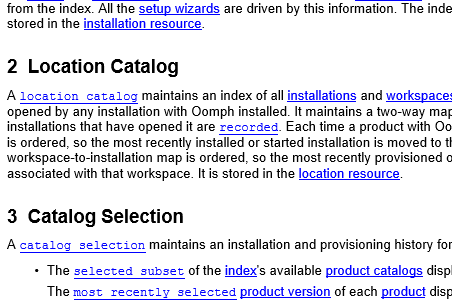 from the index. All the setup wizards are driven by this information. The inde
stored in the installation resource.
2 Location Catalog
A location catalog maintains an index of all installations and workspaces
opened by any installation with Oomph installed. It maintains a two-way map
installations that have opened it are recorded. Each time a product with Oo
is ordered, so the most recently installed or started installation is moved to th
workspace-to-installation map is ordered, so the most recently provisioned o
associated with that workspace. It is stored in the location resource.
3 Catalog Selection
A catalog selection maintains an installation and provisioning history for
• The selected subset of the index's available product catalogs displ
The most recently selected product version of each product disp